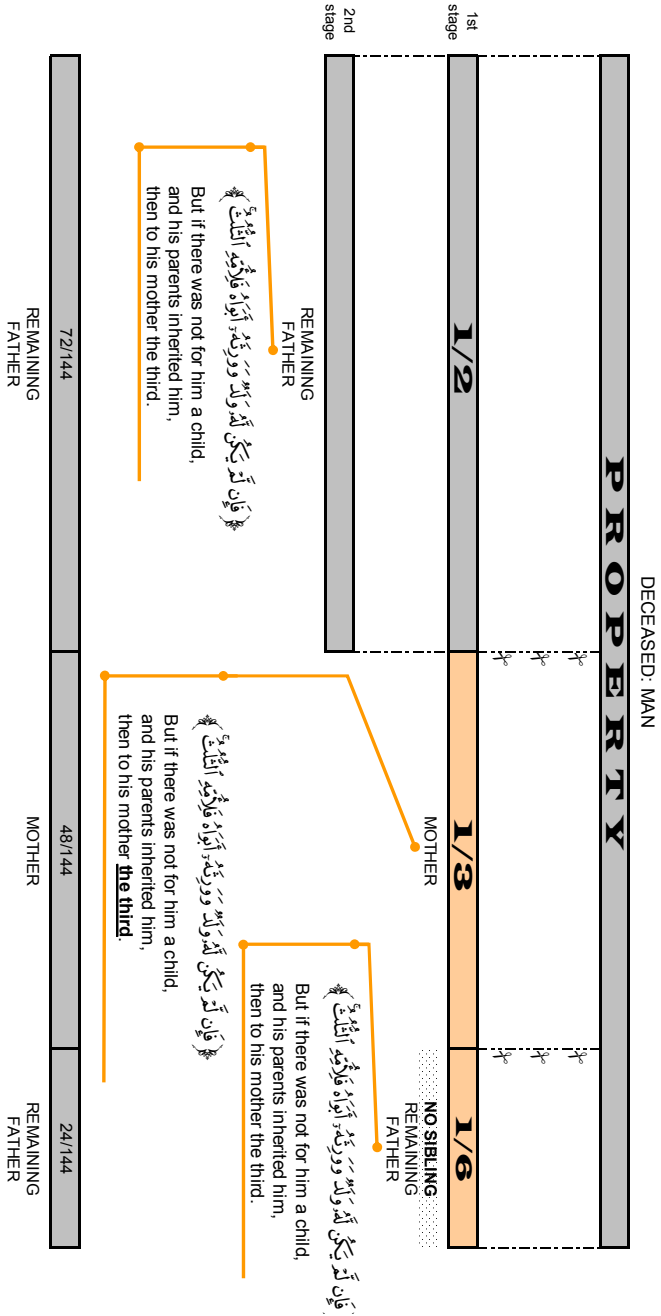 DECEASED: MAN
PROPERTY
1st
stage
1/2
1/3
1/6
NO SIBLING
REMAINING
FATHER
MOTHER
2nd
stage
REMAINING
FATHER
﴿ فَإِن لَّمْ يَكُن لَّهُۥ وَلَدٌ وَوَرِثَهُۥٓ أَبَوَاهُ فَلِأُمِّهِ ٱلثُّلُثُ ﴾
But if there was not for him a child,
and his parents inherited him,
then to his mother the third.
﴿ فَإِن لَّمْ يَكُن لَّهُۥ وَلَدٌ وَوَرِثَهُۥٓ أَبَوَاهُ فَلِأُمِّهِ ٱلثُّلُثُ ﴾
But if there was not for him a child,
and his parents inherited him,
then to his mother the third.
﴿ فَإِن لَّمْ يَكُن لَّهُۥ وَلَدٌ وَوَرِثَهُۥٓ أَبَوَاهُ فَلِأُمِّهِ ٱلثُّلُثُ ﴾
But if there was not for him a child,
and his parents inherited him,
then to his mother the third.
72/144
48/144
24/144
REMAINING
FATHER
MOTHER
REMAINING
FATHER